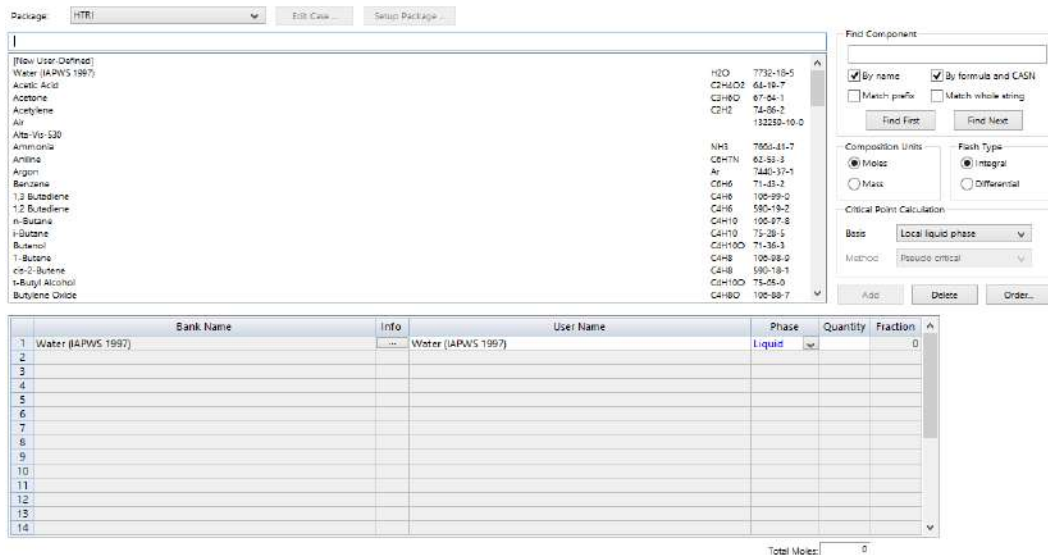 Package: HTRI Edit Case ... Setup Package ...
[New User-Defined]
Water (IAPWS 1997) H2O 7732-18-5
Acetic Acid C2H4O2 64-19-7
Acetone C3H6O 67-64-1
Acetylene C2H2 74-86-2
Air 132259-10-0
Alta-Vis-530
Ammonia NH3 7664-41-7
Aniline C6H7N 62-53-3
Argon Ar 7440-37-1
Benzene C6H6 71-43-2
1,3 Butadiene C4H6 106-99-0
1,2 Butadiene C4H6 590-19-2
n-Butane C4H10 106-97-8
i-Butane C4H10 75-28-5
Butanol C4H10O 71-36-3
1-Butene C4H8 106-98-9
cis-2-Butene C4H8 590-18-1
t-Butyl Alcohol C4H10O 75-65-0
Butylene Oxide C4H8O 106-88-7
Find Component
By name By formula and CASN
Match prefix Match whole string
Find First Find Next
Composition Units Flash Type
Moles Integral
Mass Differential
Critical Point Calculation
Basis Local liquid phase
Method Pseudo critical
Add Delete Order...
Bank Name Info User Name Phase Quantity Fraction
1 Water (IAPWS 1997) ... Water (IAPWS 1997) Liquid 0
2
3
4
5
6
7
8
9
10
11
12
13
14
Total Moles: 0